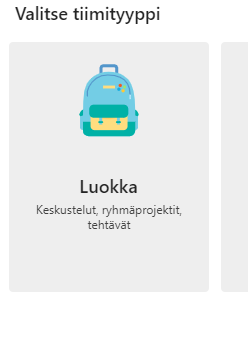 Valitse tiimityyppi
Luokka
Keskustelut, ryhmäprojektit,
tehtävät